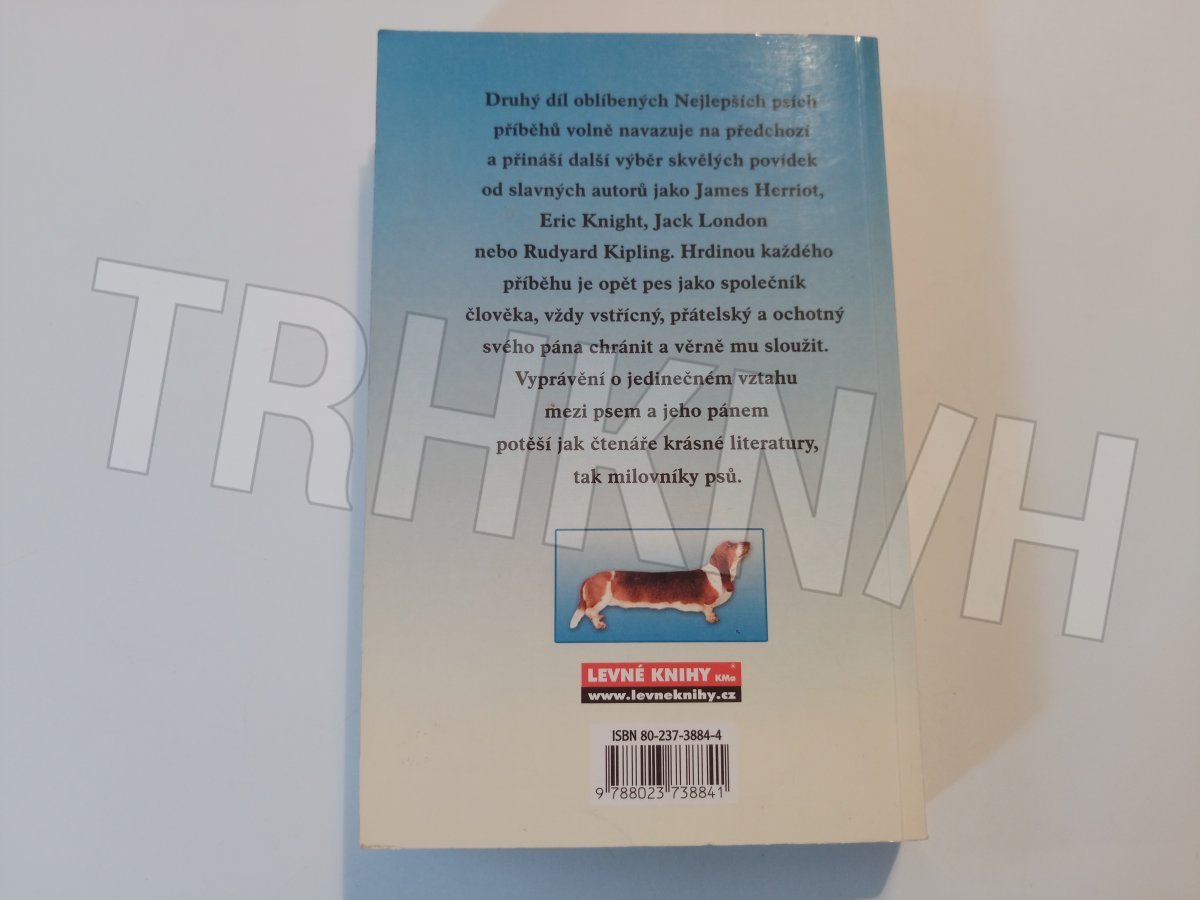 Druhý díl oblíbených Nejlepších psích
příběhů volně navazuje na předchozí
a přináší další výběr skvělých povídek
od slavných autorů jako James Herriot,
Eric Knight, Jack London
nebo Rudyard Kipling. Hrdinou každého
příběhu je opět pes jako společník
člověka, vždy vstřícný, přátelský a ochotný
svého pána chránit a věrně mu sloužit.
Vyprávění o jedinečném vztahu
mezi psem a jeho pánem
potěší jak čtenáře krásné literatury,
tak milovníky psů.
TRHKNIH
LEVNÉ KNIHY KMa
www.levneknihy.cz
ISBN 80-237-3884-4
9 788023 738841